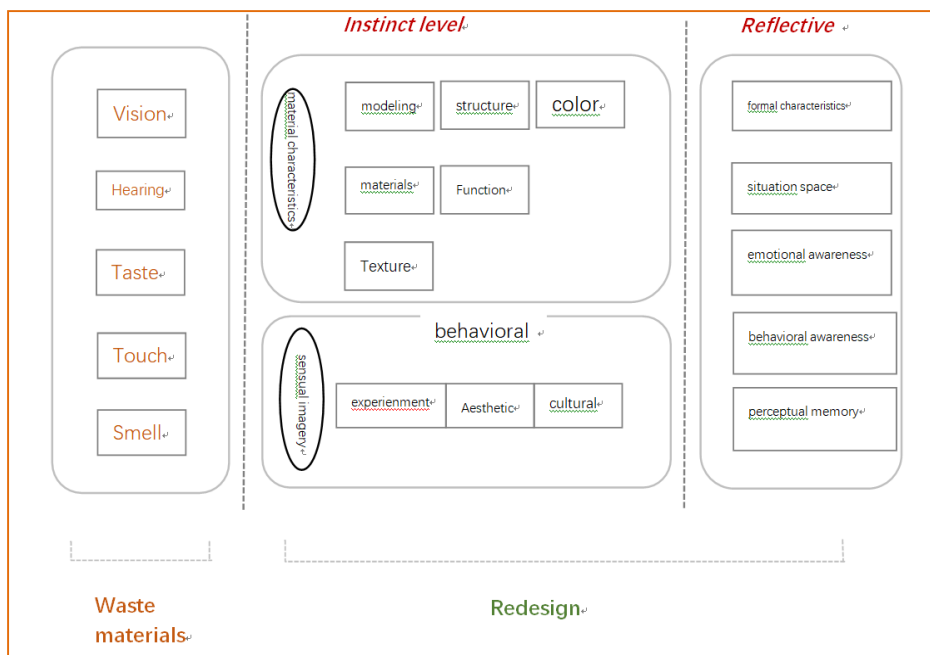 Instinct level
Reflective
Vision
Hearing
Taste
Touch
Smell
material characteristics
modeling
structure
color
materials
Function
Texture
behavioral
sensual imagery
experienment
Aesthetic
cultural
formal characteristics
situation space
emotional awareness
behavioral awareness
perceptual memory
Waste
materials
Redesign